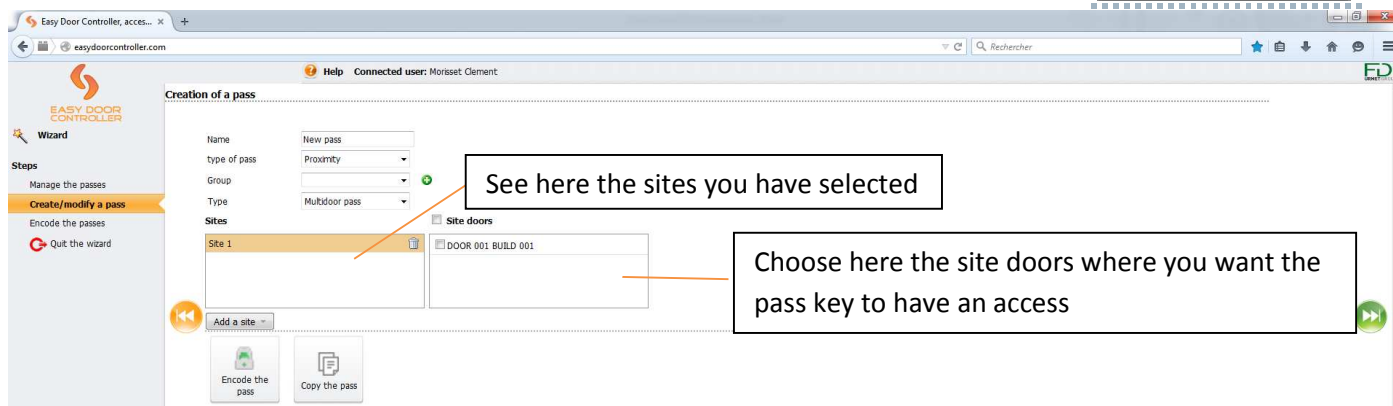 Easy Door Controller, acces...
easydoorcontroller.com
Rechercher
Help Connected user: Morisset Clement
FD
EASY DOOR
CONTROLLER
Creation of a pass
Wizard
Steps
Manage the passes
Create/modify a pass
Encode the passes
Quit the wizard
Name New pass
type of pass Proximity
Group
Type Multidoor pass
Sites Site doors
Site 1 DOOR 001 BUILD 001
See here the sites you have selected
Choose here the site doors where you want the
pass key to have an access
Add a site
Encode the
pass
Copy the pass